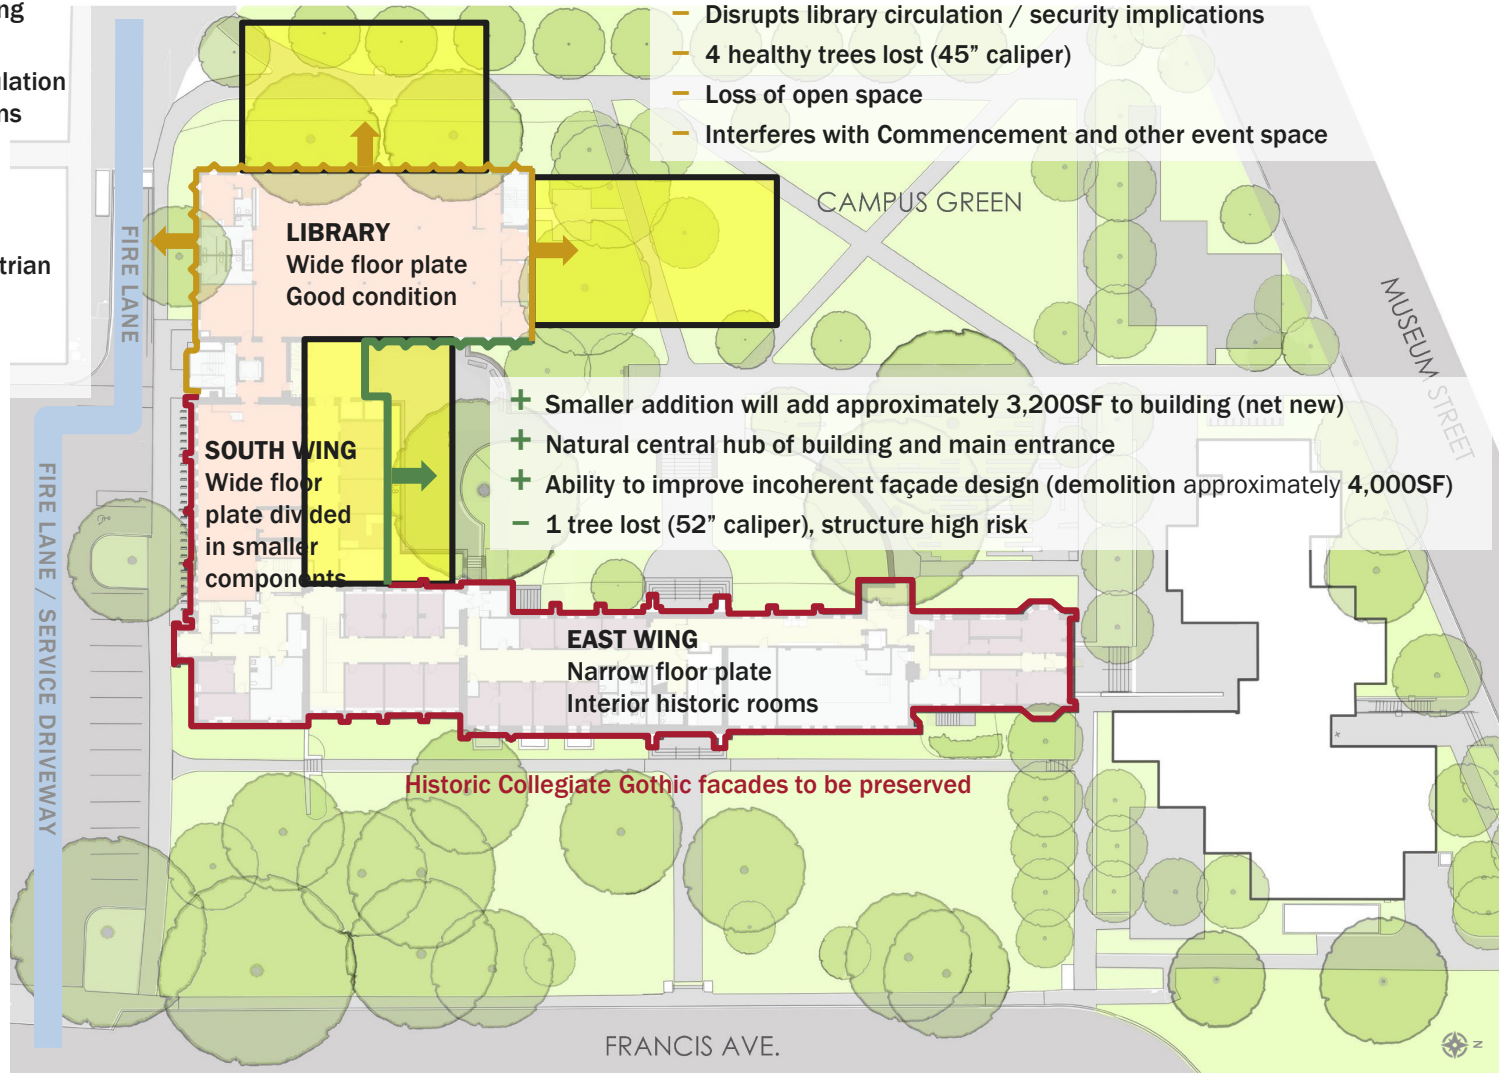 ng
ulation
ns
trian
– Disrupts library circulation / security implications
– 4 healthy trees lost (45” caliper)
– Loss of open space
– Interferes with Commencement and other event space
CAMPUS GREEN
MUSEUM STREET
FIRE LANE
LIBRARY
Wide floor plate
Good condition
+ Smaller addition will add approximately 3,200SF to building (net new)
+ Natural central hub of building and main entrance
+ Ability to improve incoherent façade design (demolition approximately 4,000SF)
– 1 tree lost (52” caliper), structure high risk
SOUTH WING
Wide floor
plate divided
in smaller
components
FIRE LANE / SERVICE DRIVEWAY
EAST WING
Narrow floor plate
Interior historic rooms
Historic Collegiate Gothic facades to be preserved
FRANCIS AVE.
N